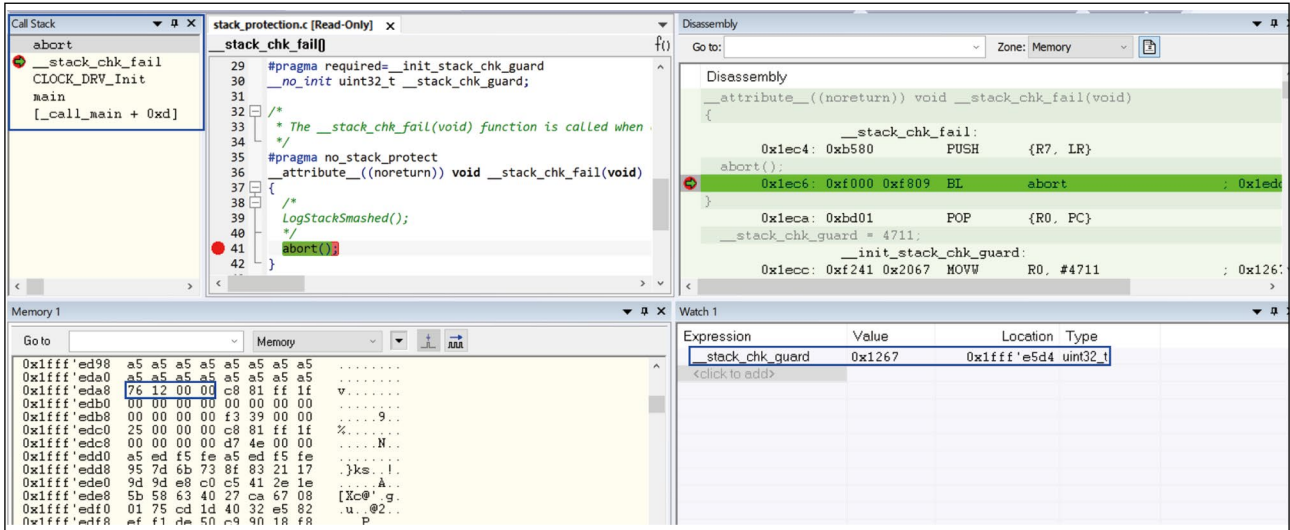 Call Stack
abort
__stack_chk_fail
CLOCK_DRV_Init
main
[_call_main + 0xd]
stack_protection.c [Read-Only] x
__stack_chk_fail() f()
29 #pragma required=__init_stack_chk_guard
30 __no_init uint32_t __stack_chk_guard;
31
32 /*
33 * The __stack_chk_fail(void) function is called when
34 */
35 #pragma no_stack_protect
36 __attribute__((noreturn)) void __stack_chk_fail(void)
37 {
38 /*
39 LogStackSmashed();
40 */
41 abort();
42 }
Disassembly
Go to: Zone: Memory
Disassembly
__attribute__((noreturn)) void __stack_chk_fail(void)
{
__stack_chk_fail:
0x1ec4: 0xb580 PUSH {R7, LR}
abort();
0x1ec6: 0xf000 0xf809 BL abort ; 0x1edc
}
0x1eca: 0xbd01 POP {R0, PC}
__stack_chk_guard = 4711;
__init_stack_chk_guard:
0x1ecc: 0xf241 0x2067 MOVW R0, #4711 ; 0x1267
Memory 1
Go to Memory
0x1fff'ed98 a5 a5 a5 a5 a5 a5 a5 a5 ........
0x1fff'eda0 a5 a5 a5 a5 a5 a5 a5 a5 ........
0x1fff'eda8 76 12 00 00 c8 81 ff 1f v.......
0x1fff'edb0 00 00 00 00 00 00 00 00 ........
0x1fff'edb8 00 00 00 00 f3 39 00 00 .....9..
0x1fff'edc0 25 00 00 00 c8 81 ff 1f %.......
0x1fff'edc8 00 00 00 00 d7 4e 00 00 .....N..
0x1fff'edd0 a5 ed f5 fe a5 ed f5 fe ........
0x1fff'edd8 95 7d 6b 73 8f 83 21 17 .}ks..!.
0x1fff'ede0 9d 9d e8 c0 c5 41 2e 1e .....A..
0x1fff'ede8 5b 58 63 40 27 ca 67 08 [Xc@'.g.
0x1fff'edf0 01 75 cd 1d 40 32 e5 82 .u..@2..
0x1fff'edf8 ef f1 de 50 c9 90 18 f8 P
Watch 1
Expression Value Location Type
__stack_chk_guard 0x1267 0x1fff'e5d4 uint32_t
<click to add>